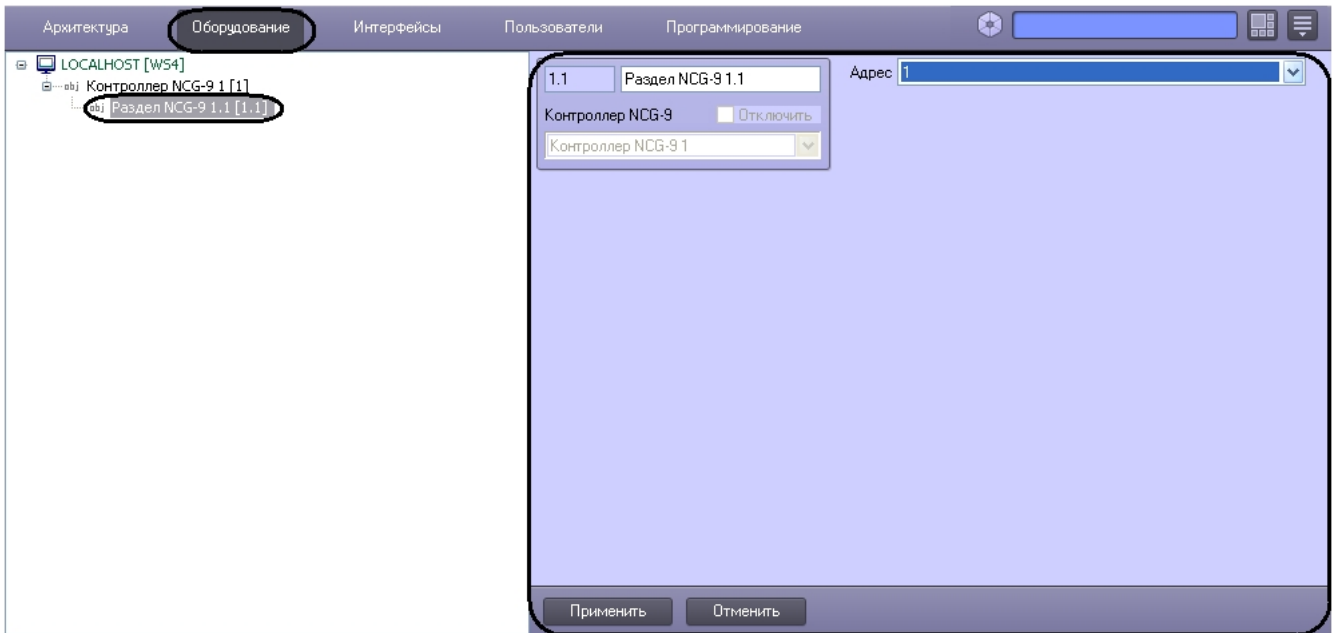 Архитектура Оборудование Интерфейсы Пользователи Программирование
LOCALHOST [WS4]
obj Контроллер NCG-9 1 [1]
obj Раздел NCG-9 1.1 [1.1]
1.1 Раздел NCG-9 1.1
Контроллер NCG-9 Отключить
Контроллер NCG-9 1
Адрес 1
Применить Отменить